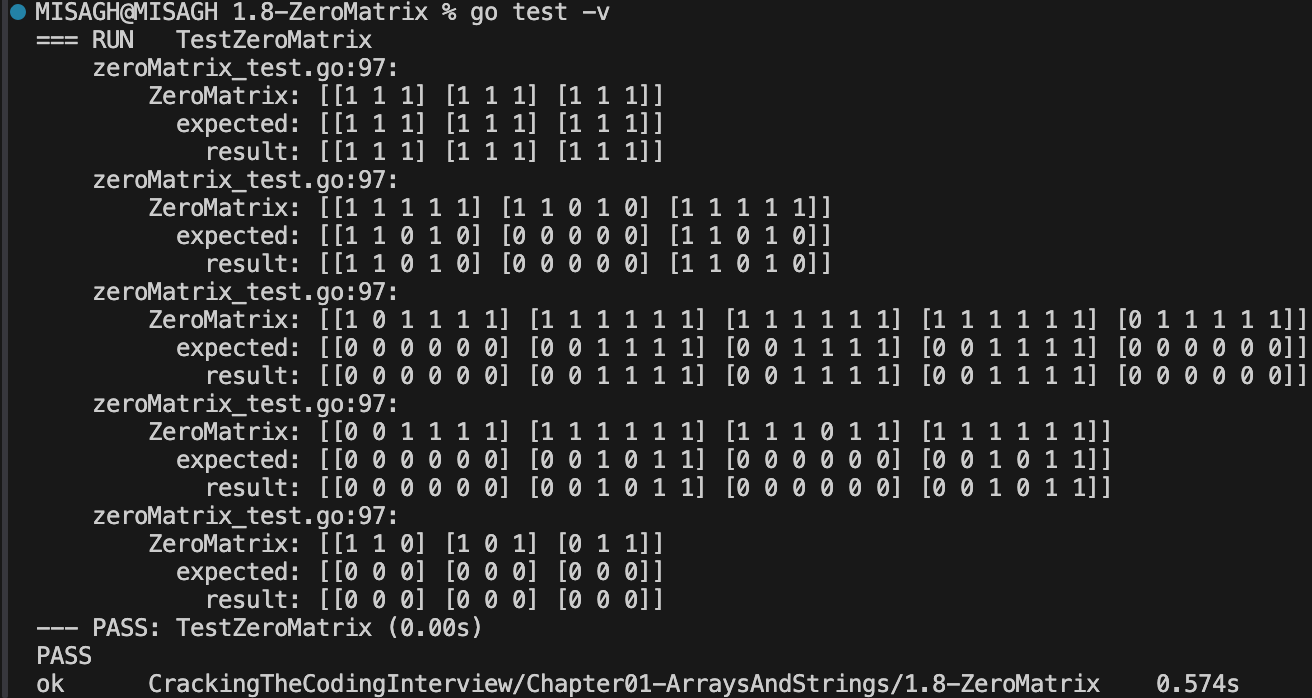 MISAGH@MISAGH 1.8-ZeroMatrix % go test -v
=== RUN   TestZeroMatrix
    zeroMatrix_test.go:97:
        ZeroMatrix: [[1 1 1] [1 1 1] [1 1 1]]
          expected: [[1 1 1] [1 1 1] [1 1 1]]
            result: [[1 1 1] [1 1 1] [1 1 1]]
    zeroMatrix_test.go:97:
        ZeroMatrix: [[1 1 1 1 1] [1 1 0 1 0] [1 1 1 1 1]]
          expected: [[1 1 0 1 0] [0 0 0 0 0] [1 1 0 1 0]]
            result: [[1 1 0 1 0] [0 0 0 0 0] [1 1 0 1 0]]
    zeroMatrix_test.go:97:
        ZeroMatrix: [[1 0 1 1 1 1] [1 1 1 1 1 1] [1 1 1 1 1 1] [1 1 1 1 1 1] [0 1 1 1 1 1]]
          expected: [[0 0 0 0 0 0] [0 0 1 1 1 1] [0 0 1 1 1 1] [0 0 1 1 1 1] [0 0 0 0 0 0]]
            result: [[0 0 0 0 0 0] [0 0 1 1 1 1] [0 0 1 1 1 1] [0 0 1 1 1 1] [0 0 0 0 0 0]]
    zeroMatrix_test.go:97:
        ZeroMatrix: [[0 0 1 1 1 1] [1 1 1 1 1 1] [1 1 1 0 1 1] [1 1 1 1 1 1]]
          expected: [[0 0 0 0 0 0] [0 0 1 0 1 1] [0 0 0 0 0 0] [0 0 1 0 1 1]]
            result: [[0 0 0 0 0 0] [0 0 1 0 1 1] [0 0 0 0 0 0] [0 0 1 0 1 1]]
    zeroMatrix_test.go:97:
        ZeroMatrix: [[1 1 0] [1 0 1] [0 1 1]]
          expected: [[0 0 0] [0 0 0] [0 0 0]]
            result: [[0 0 0] [0 0 0] [0 0 0]]
--- PASS: TestZeroMatrix (0.00s)
PASS
ok      CrackingTheCodingInterview/Chapter01-ArraysAndStrings/1.8-ZeroMatrix    0.574s